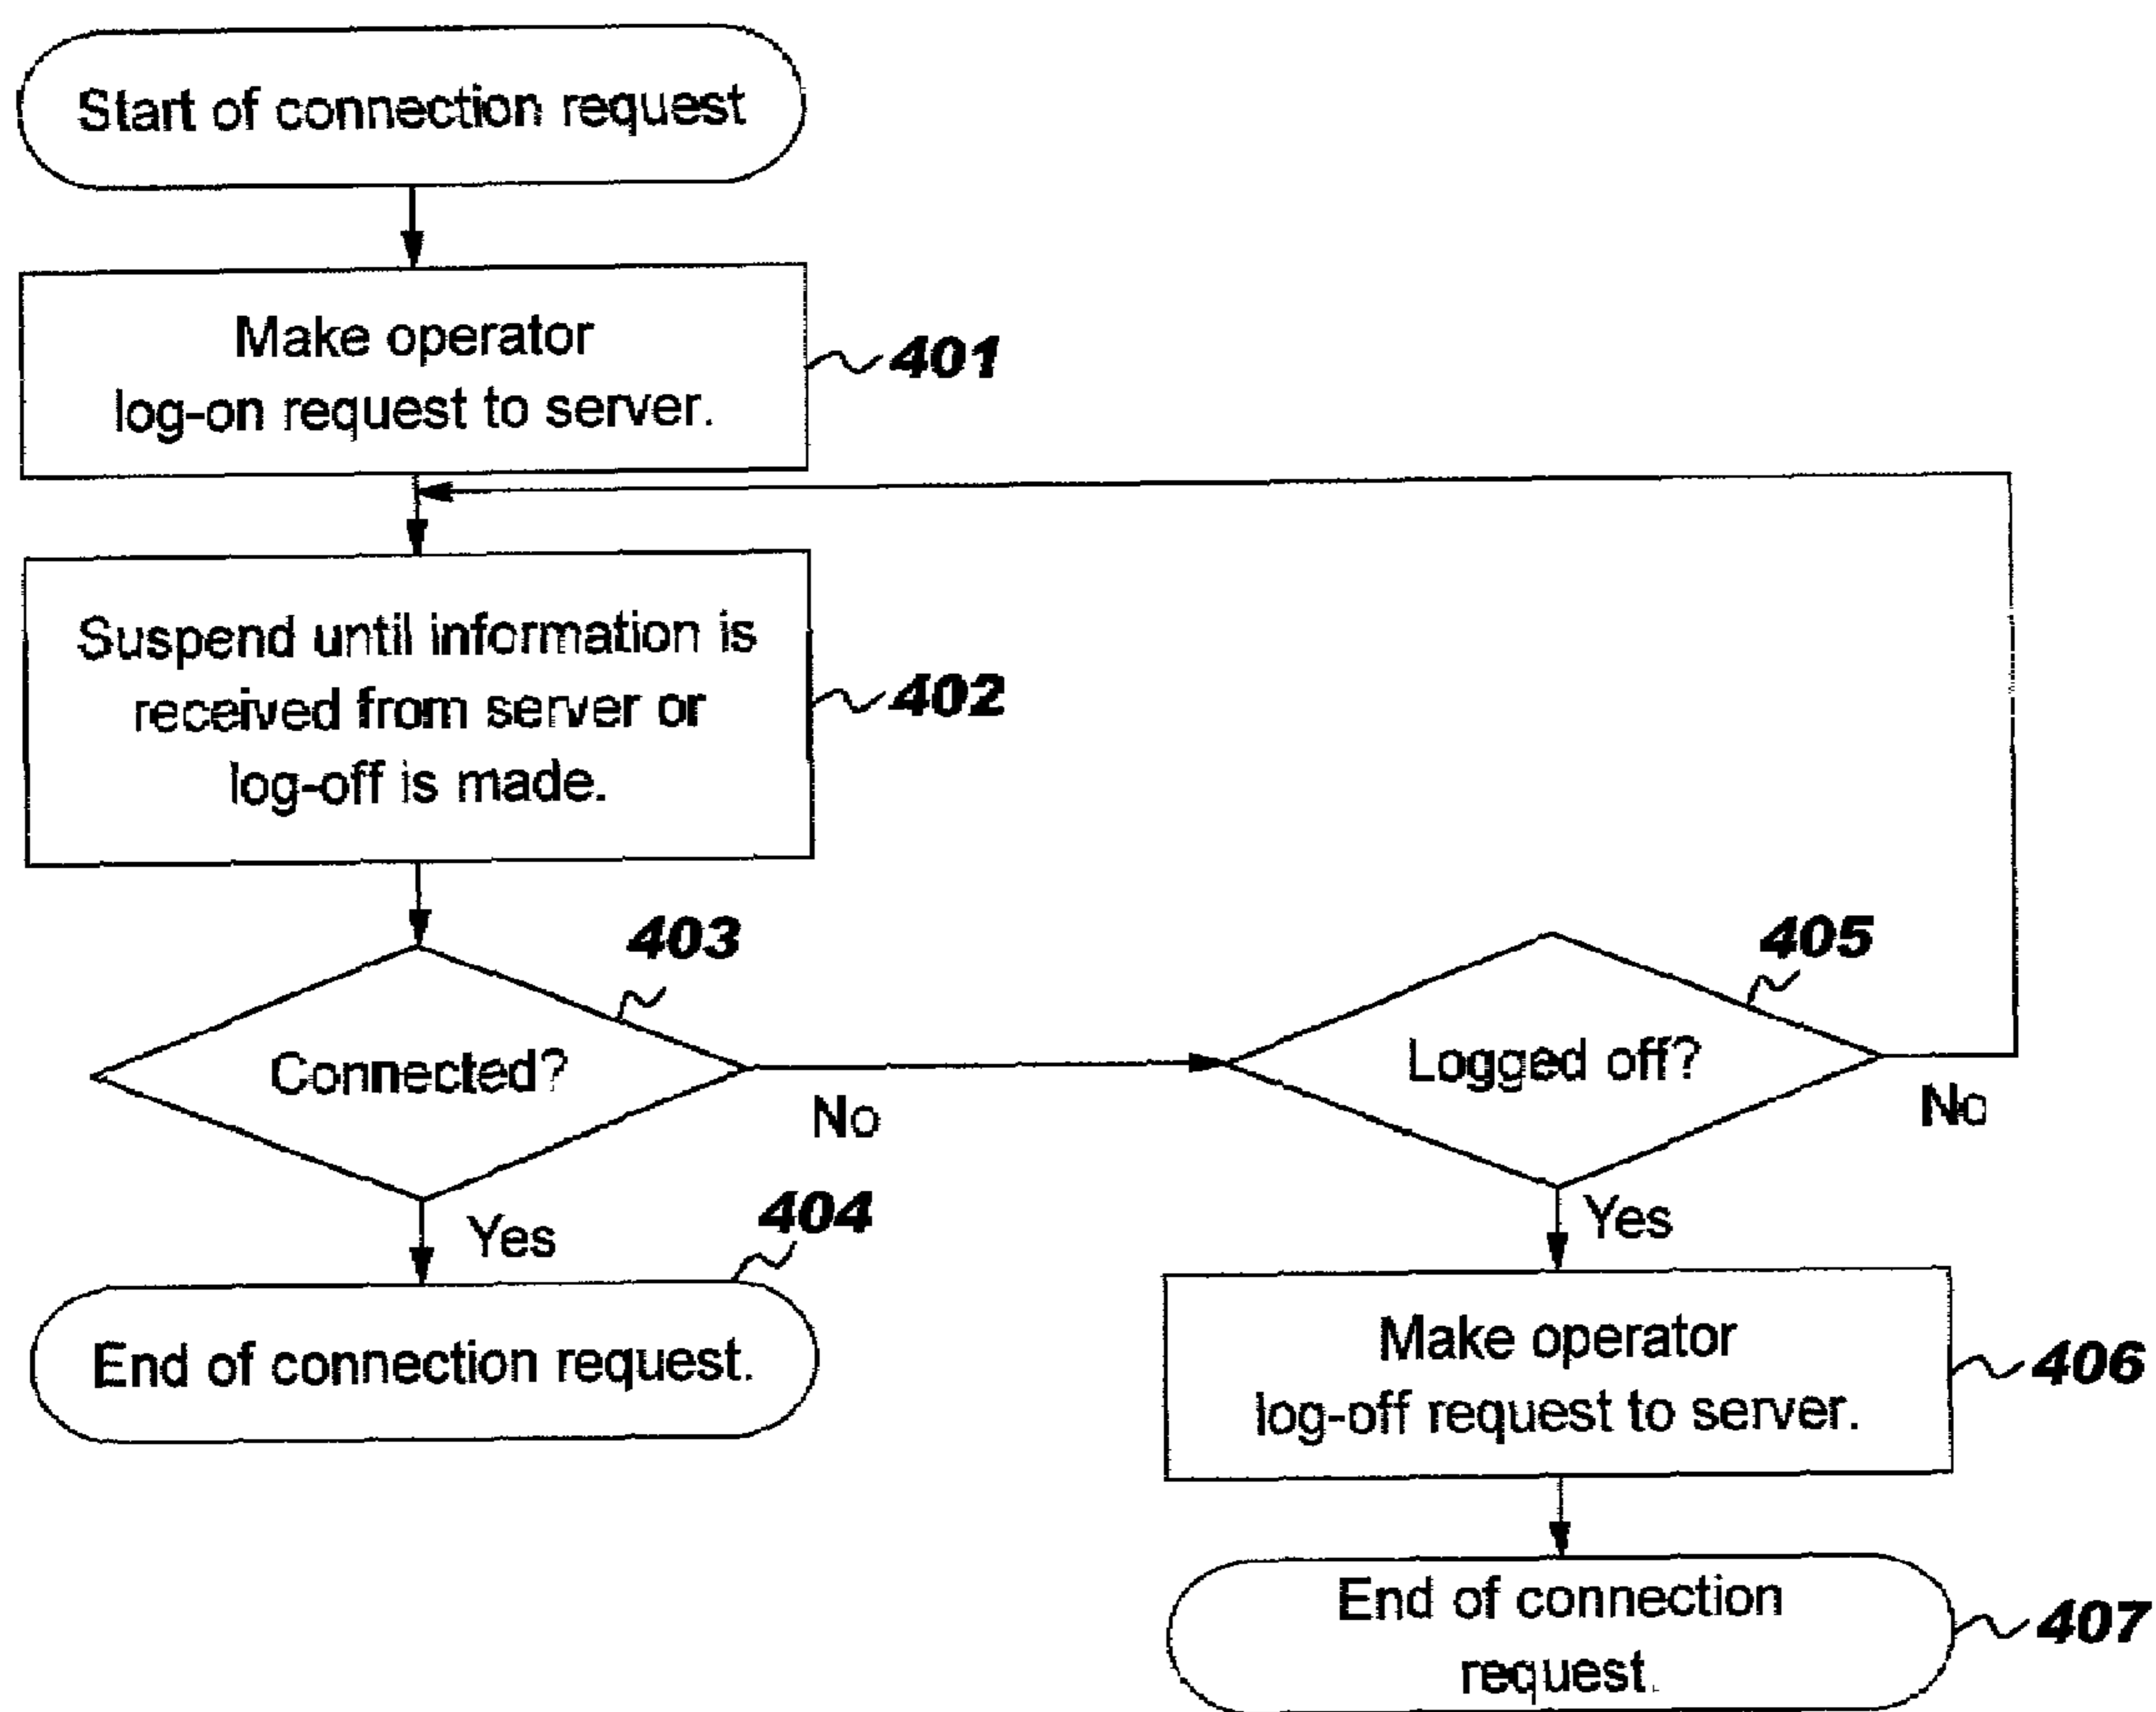 Start of connection request
Make operator
log-on request to server.
401
Suspend until information is
received from server or
log-off is made.
402
403
Connected?
No
Yes
404
End of connection request.
405
Logged off?
No
Yes
Make operator
log-off request to server.
406
End of connection
request.
407